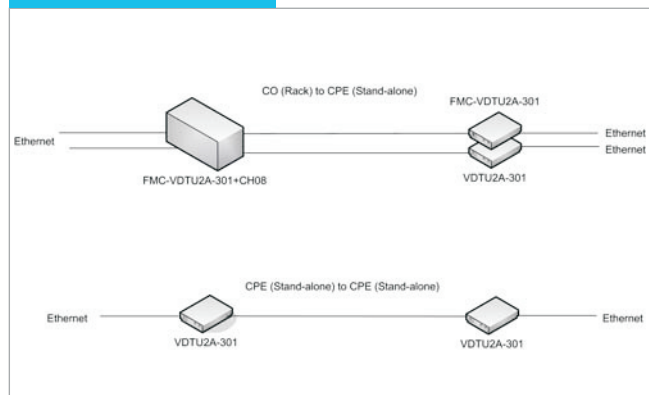 CO (Rack) to CPE (Stand-alone)
FMC-VDTU2A-301
Ethernet
Ethernet
Ethernet
FMC-VDTU2A-301+CH08
VDTU2A-301
CPE (Stand-alone) to CPE (Stand-alone)
Ethernet
Ethernet
VDTU2A-301
VDTU2A-301